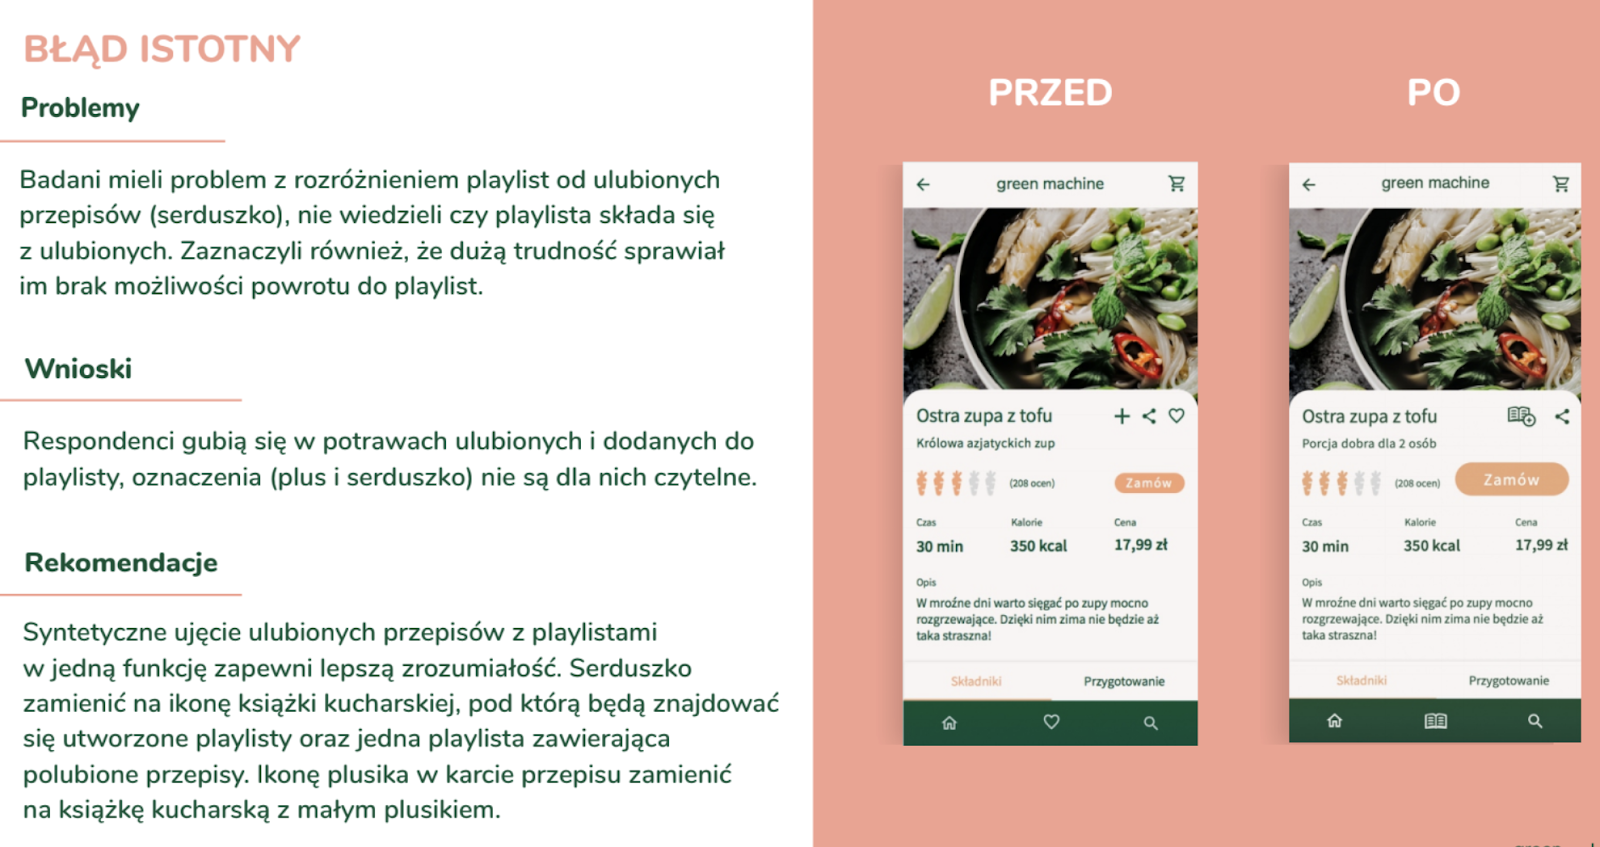 BŁĄD ISTOTNY
Problemy
Badani mieli problem z rozróżnieniem playlist od ulubionych
przepisów (serduszko), nie wiedzieli czy playlista składa się
z ulubionych. Zaznaczyli również, że dużą trudność sprawiał
im brak możliwości powrotu do playlist.
Wnioski
Respondenci gubią się w potrawach ulubionych i dodanych do
playlisty, oznaczenia (plus i serduszko) nie są dla nich czytelne.
Rekomendacje
Syntetyczne ujęcie ulubionych przepisów z playlistami
w jedną funkcję zapewni lepszą zrozumiałość. Serduszko
zamienić na ikonę książki kucharskiej, pod którą będą znajdować
się utworzone playlisty oraz jedna playlista zawierająca
polubione przepisy. Ikonę plusika w karcie przepisu zamienić
na książkę kucharską z małym plusikiem.
PRZED
green machine
Ostra zupa z tofu
Królowa azjatyckich zup
(208 ocen)
Zamów
Czas Kalorie Cena
30 min 350 kcal 17,99 zł
Opis
W mroźne dni warto sięgać po zupy mocno
rozgrzewające. Dzięki nim zima nie będzie aż
taka straszna!
Składniki Przygotowanie
PO
green machine
Ostra zupa z tofu
Porcja dobra dla 2 osób
(208 ocen)
Zamów
Czas Kalorie Cena
30 min 350 kcal 17,99 zł
Opis
W mroźne dni warto sięgać po zupy mocno
rozgrzewające. Dzięki nim zima nie będzie aż
taka straszna!
Składniki Przygotowanie